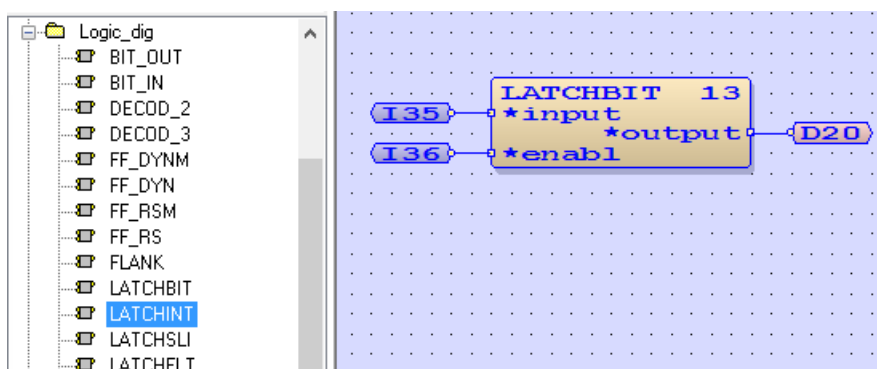 Logic_dig
BIT_OUT
BIT_IN
DECOD_2
DECOD_3
FF_DYNM
FF_DYN
FF_RSM
FF_RS
FLANK
LATCHBIT
LATCHINT
LATCHSLI
LATCHFLT
LATCHBIT 13
I35 *input
*output D20
I36 *enabl